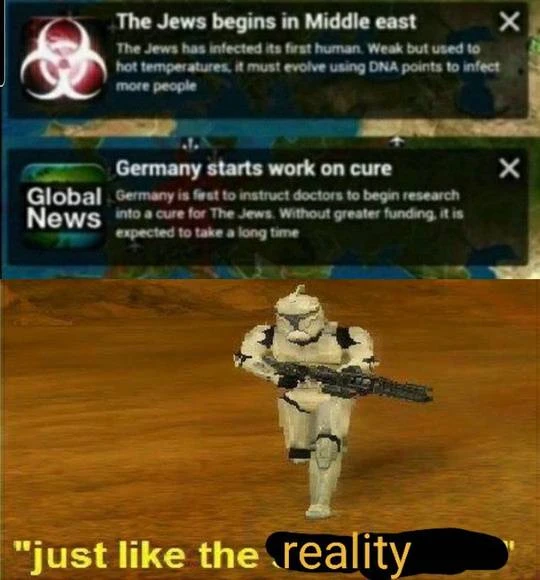 The Jews begins in Middle east
The Jews has infected its first human. Weak but used to
hot temperatures, it must evolve using DNA points to infect
more people
Germany starts work on cure
Global
News
Germany is first to instruct doctors to begin research
into a cure for The Jews. Without greater funding, it is
expected to take a long time
"just like the reality "